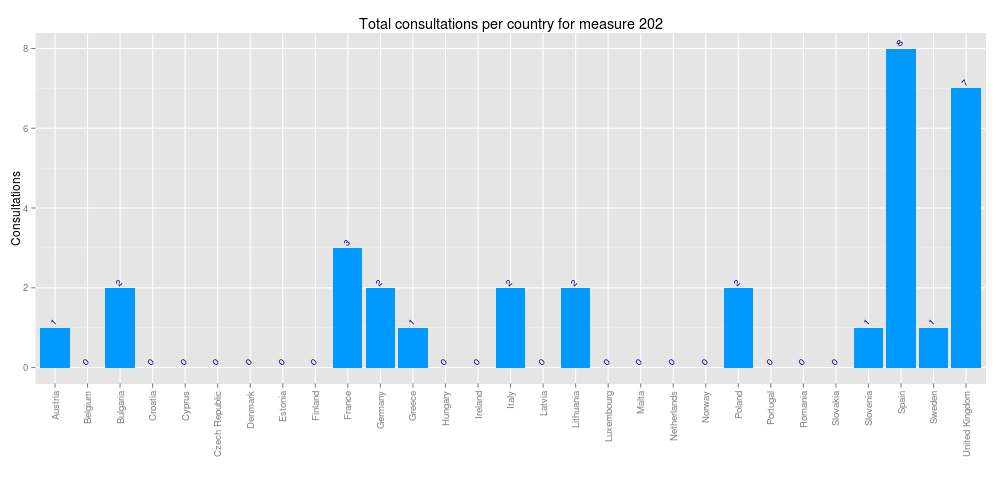 Total consultations per country for measure 202
Consultations
8
6
4
2
0
1
0
2
0
0
0
0
0
0
3
2
1
0
0
2
0
2
0
0
0
0
2
0
0
0
1
8
1
7
Austria
Belgium
Bulgaria
Croatia
Cyprus
Czech Republic
Denmark
Estonia
Finland
France
Germany
Greece
Hungary
Ireland
Italy
Latvia
Lithuania
Luxembourg
Malta
Netherlands
Norway
Poland
Portugal
Romania
Slovakia
Slovenia
Spain
Sweden
United Kingdom